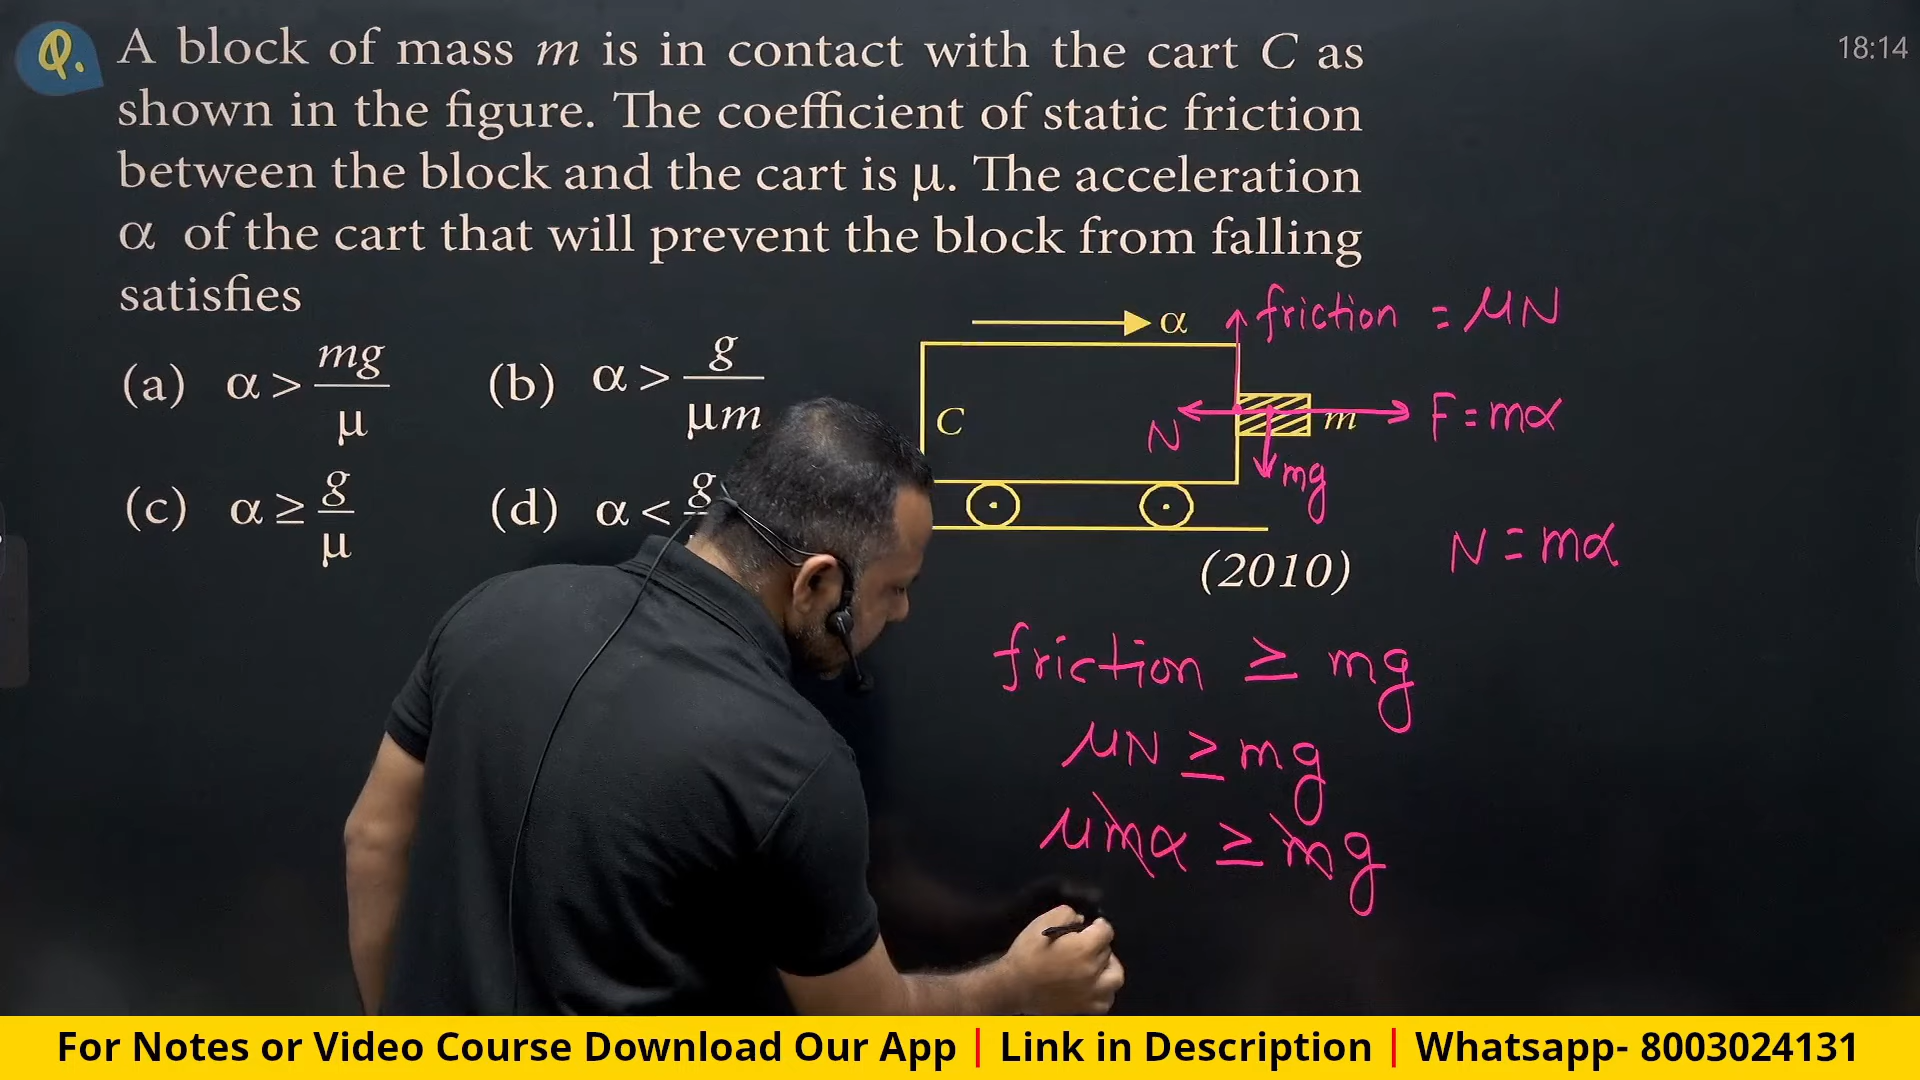 Q. A block of mass m is in contact with the cart C as
shown in the figure. The coefficient of static friction
between the block and the cart is μ. The acceleration
α of the cart that will prevent the block from falling
satisfies
(a) α > mg/μ
(b) α > g/μm
(c) α ≥ g/μ
(d) α < g
18:14
α
C
m
(2010)
friction = μN
N
F = mα
mg
N = mα
friction ≥ mg
μN ≥ mg
μmα ≥ mg
For Notes or Video Course Download Our App | Link in Description | Whatsapp- 8003024131